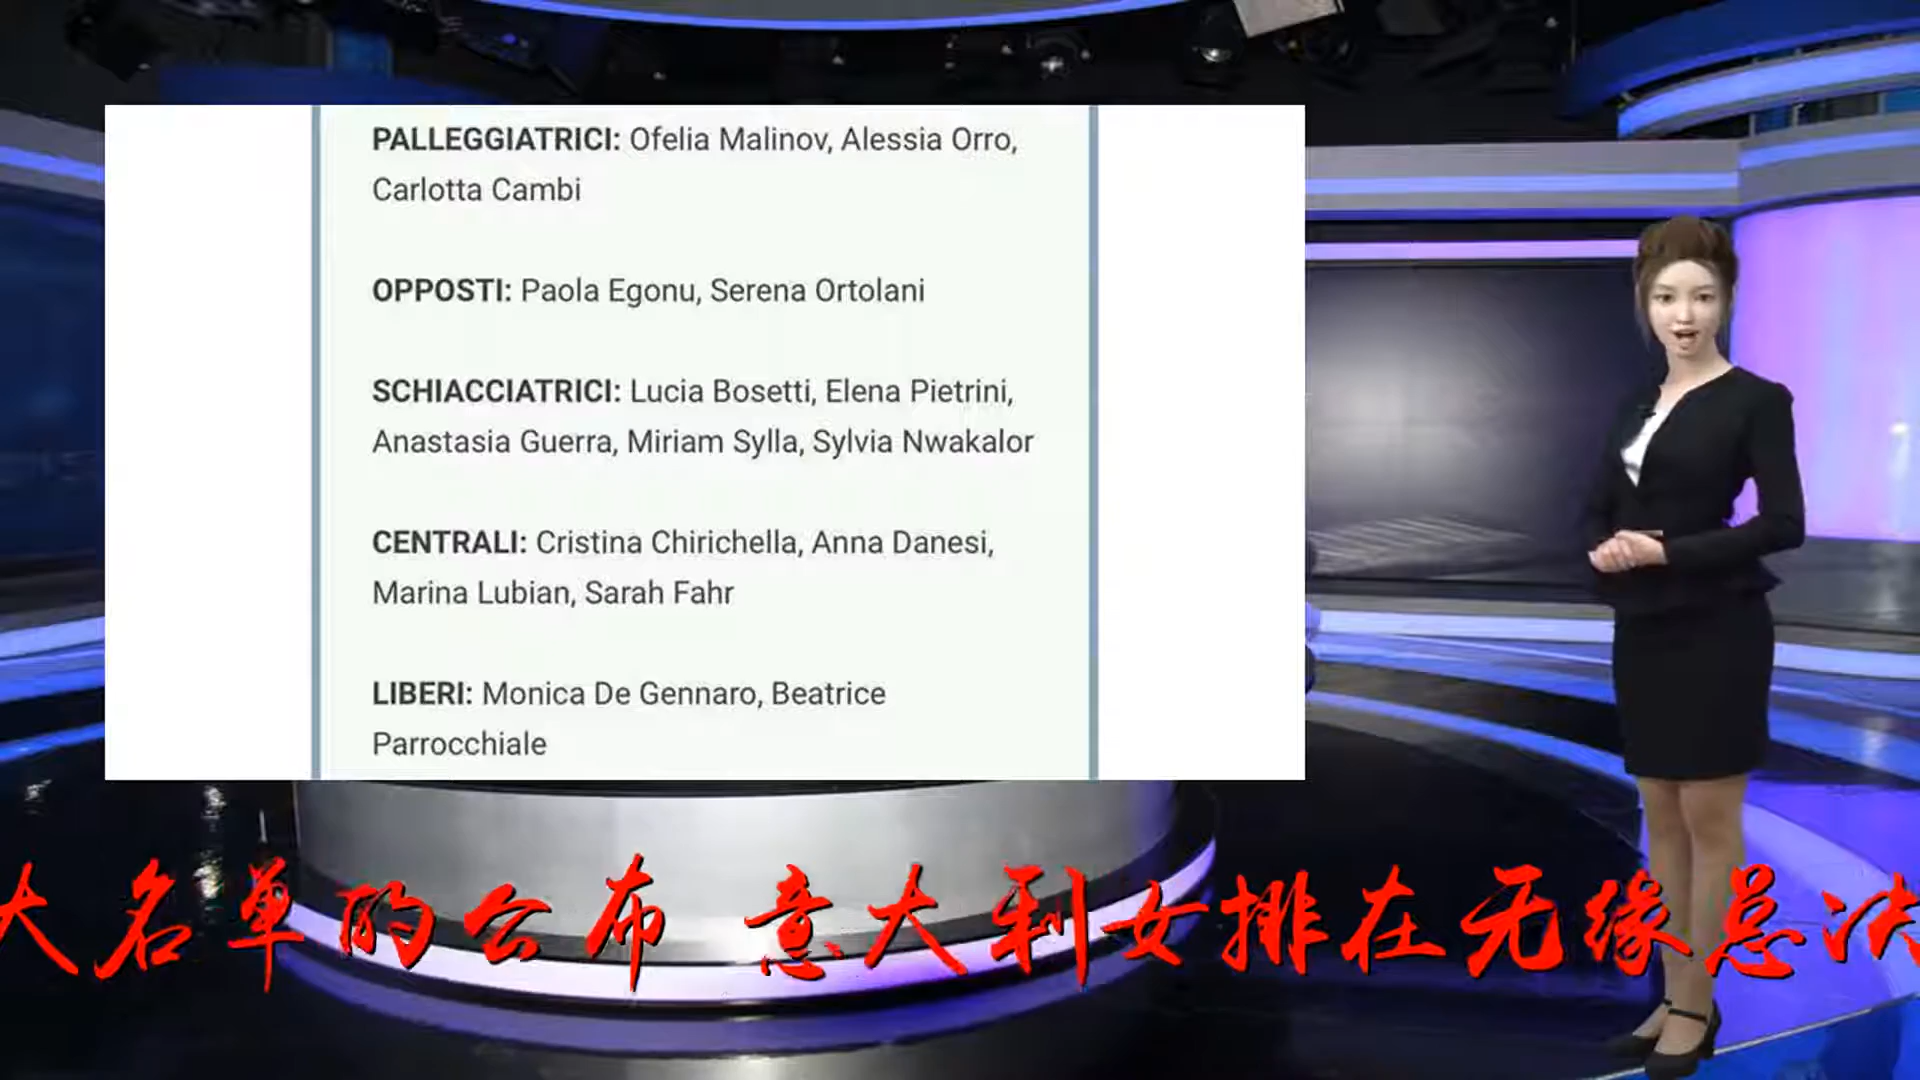 PALLEGGIATRICI: Ofelia Malinov, Alessia Orro,
Carlotta Cambi
OPPOSTI: Paola Egonu, Serena Ortolani
SCHIACCIATRICI: Lucia Bosetti, Elena Pietrini,
Anastasia Guerra, Miriam Sylla, Sylvia Nwakalor
CENTRALI: Cristina Chirichella, Anna Danesi,
Marina Lubian, Sarah Fahr
LIBERI: Monica De Gennaro, Beatrice
Parrocchiale
大名单的公布 意大利女排在无缘总决